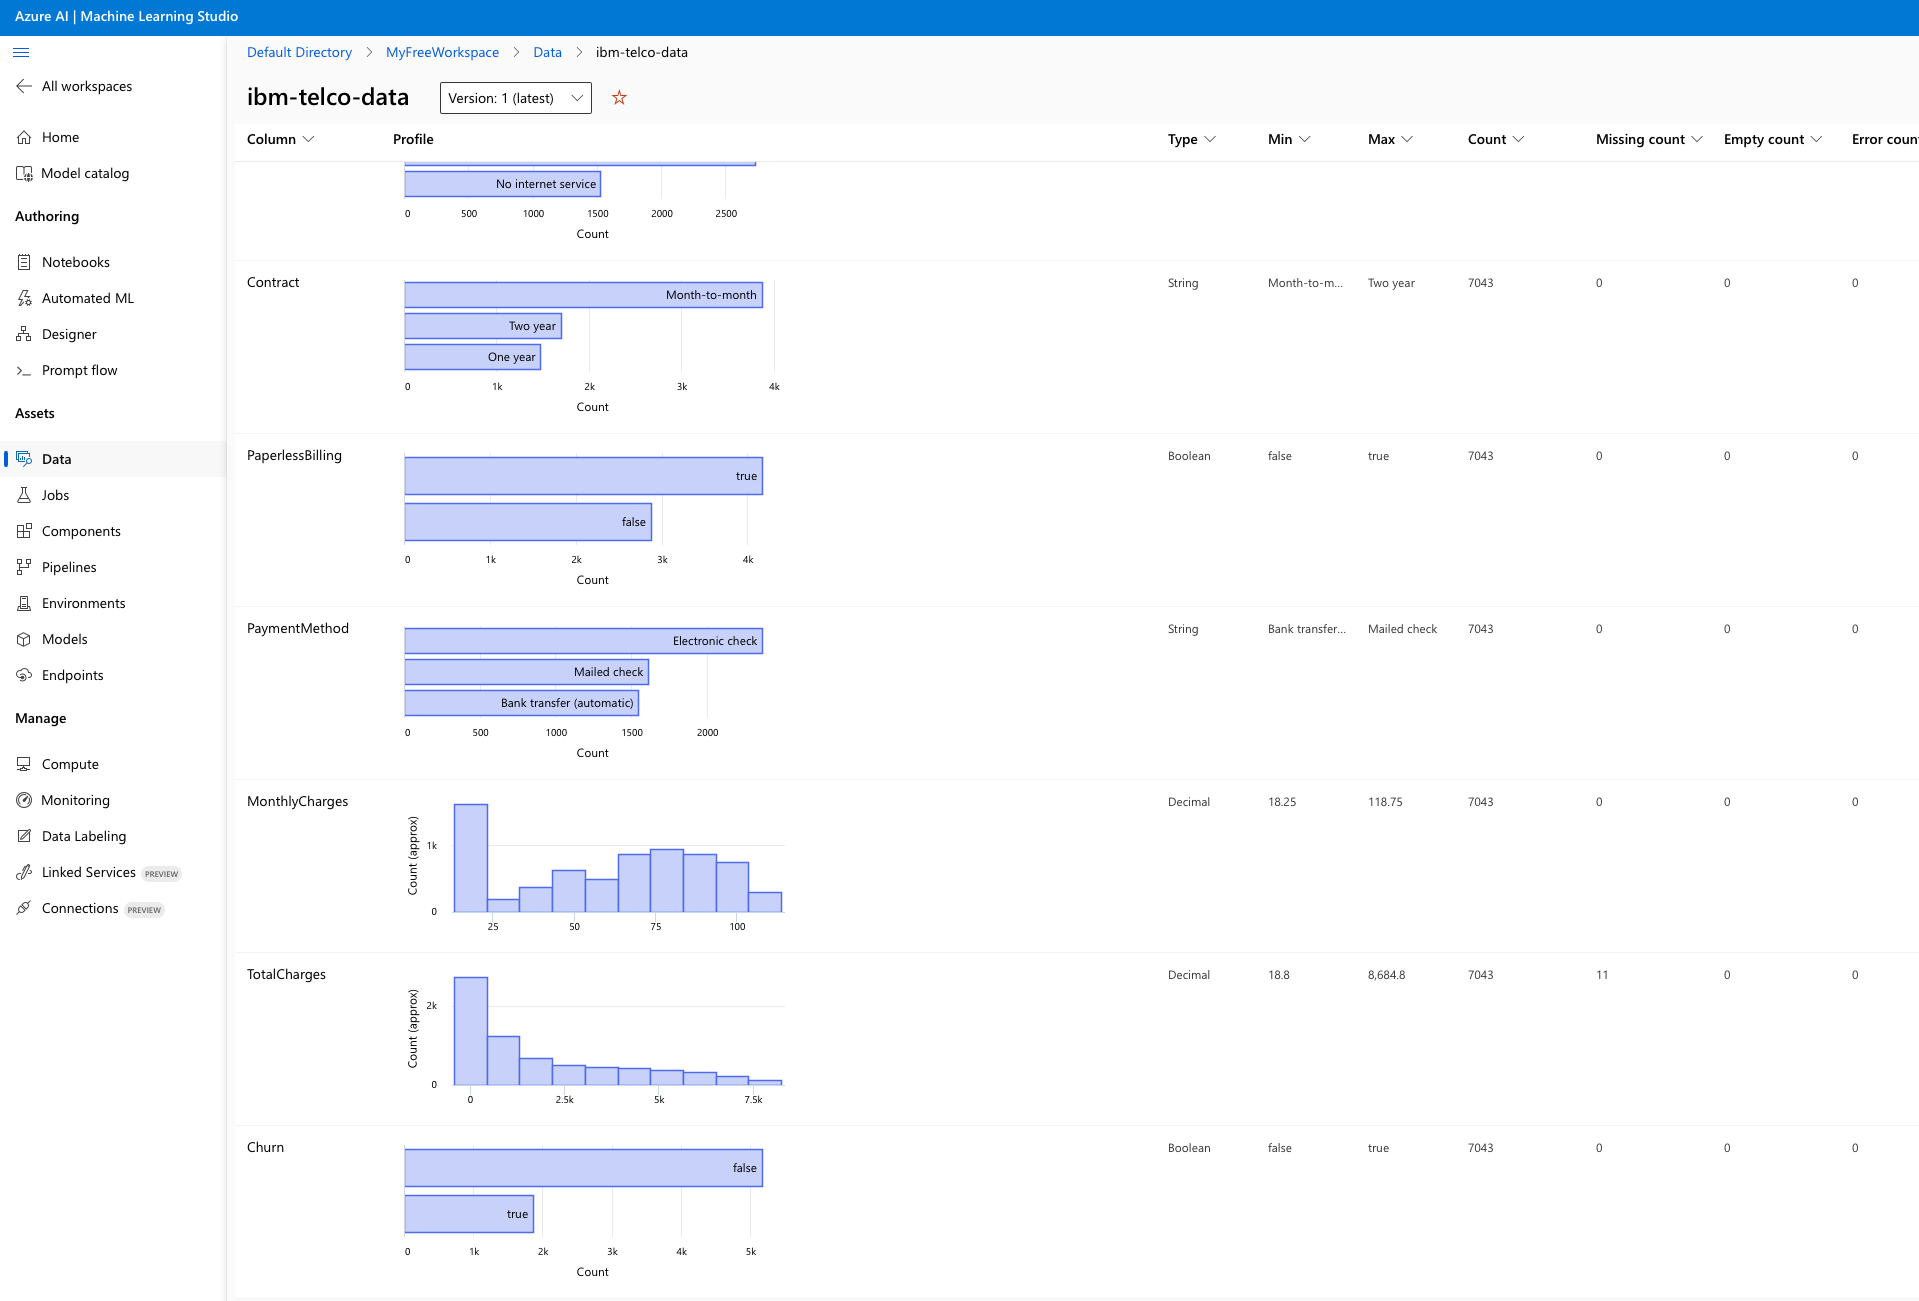 Azure AI | Machine Learning Studio
All workspaces
Home
Model catalog
Authoring
Notebooks
Automated ML
Designer
Prompt flow
Assets
Data
Jobs
Components
Pipelines
Environments
Models
Endpoints
Manage
Compute
Monitoring
Data Labeling
Linked Services PREVIEW
Connections PREVIEW
Default Directory > MyFreeWorkspace > Data > ibm-telco-data
ibm-telco-data Version: 1 (latest)
Column Profile Type Min Max Count Missing count Empty count Error coun
No internet service
0 500 1000 1500 2000 2500
Count
Contract String Month-to-m... Two year 7043 0 0 0
Month-to-month
Two year
One year
0 1k 2k 3k 4k
Count
PaperlessBilling Boolean false true 7043 0 0 0
true
false
0 1k 2k 3k 4k
Count
PaymentMethod String Bank transfer... Mailed check 7043 0 0 0
Electronic check
Mailed check
Bank transfer (automatic)
0 500 1000 1500 2000
Count
MonthlyCharges Decimal 18.25 118.75 7043 0 0 0
Count (approx)
1k
0
25 50 75 100
TotalCharges Decimal 18.8 8,684.8 7043 11 0 0
Count (approx)
2k
0
0 2.5k 5k 7.5k
Churn Boolean false true 7043 0 0 0
false
true
0 1k 2k 3k 4k 5k
Count